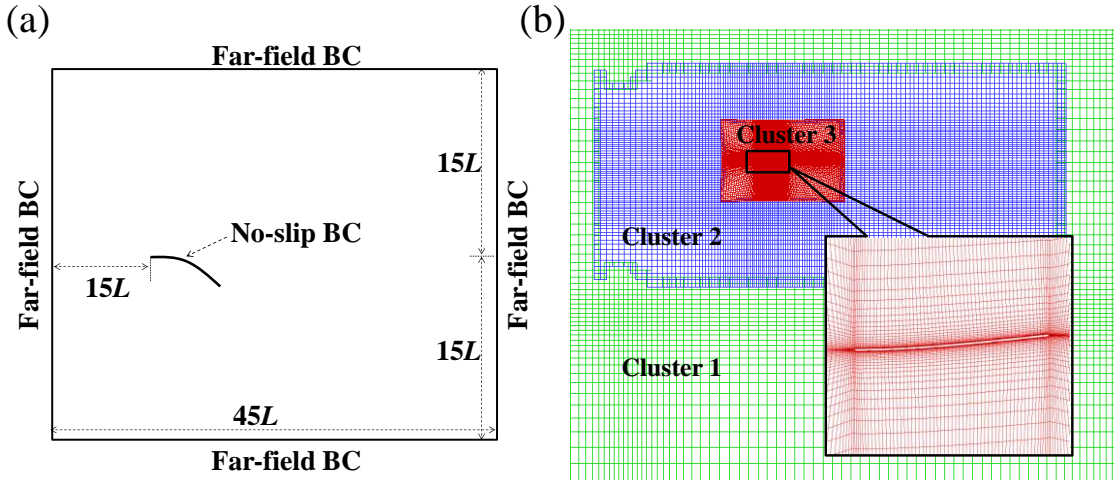 (a)
Far-field BC
15L
No-slip BC
Far-field BC
15L
Far-field BC
15L
45L
Far-field BC
(b)
Cluster 3
Cluster 2
Cluster 1